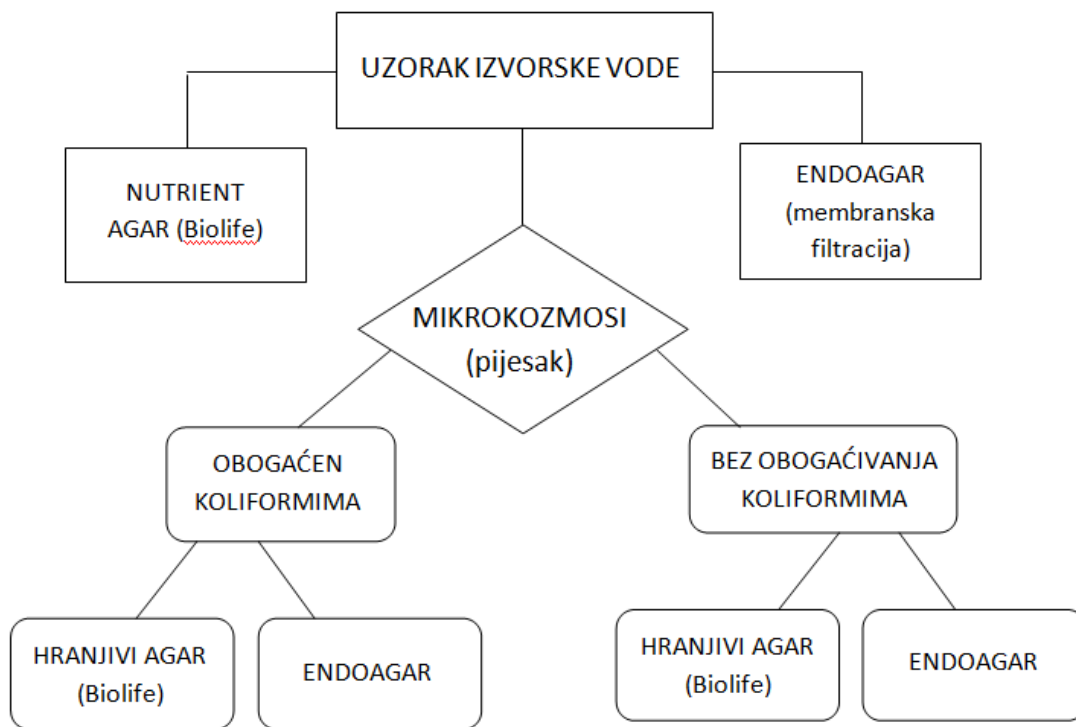 UZORAK IZVORSKE VODE
NUTRIENT
AGAR (Biolife)
ENDOAGAR
(membranska
filtracija)
MIKROKOZMOSI
(pijesak)
OBOGAĆEN
KOLIFORMIMA
BEZ OBOGAĆIVANJA
KOLIFORMIMA
HRANJIVI AGAR
(Biolife)
ENDOAGAR
HRANJIVI AGAR
(Biolife)
ENDOAGAR